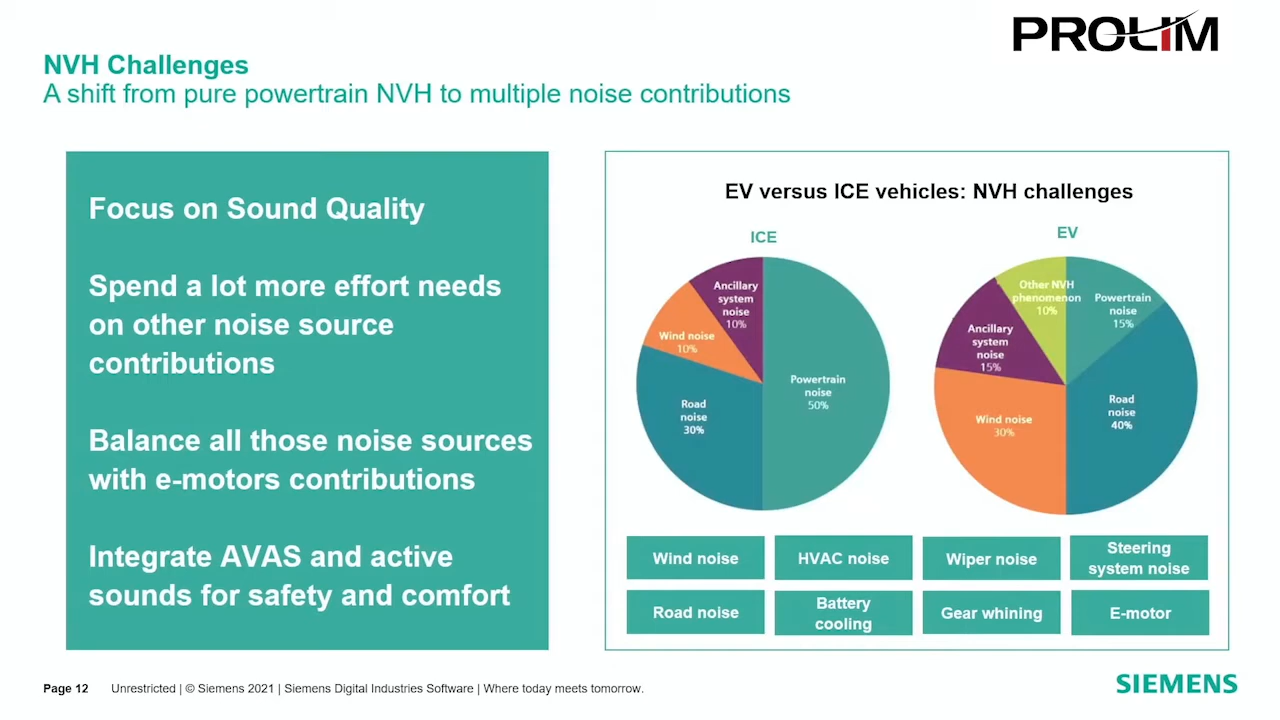 PROLIM
NVH Challenges
A shift from pure powertrain NVH to multiple noise contributions
Focus on Sound Quality
Spend a lot more effort needs
on other noise source
contributions
Balance all those noise sources
with e-motors contributions
Integrate AVAS and active
sounds for safety and comfort
EV versus ICE vehicles: NVH challenges
ICE
Ancillary
system
noise
10%
Wind noise
10%
Road
noise
30%
Powertrain
noise
50%
EV
Other NVH
phenomenon
10%
Powertrain
noise
15%
Ancillary
system
noise
15%
Wind noise
30%
Road
noise
40%
Wind noise
HVAC noise
Wiper noise
Steering
system noise
Road noise
Battery
cooling
Gear whining
E-motor
Page 12 Unrestricted | © Siemens 2021 | Siemens Digital Industries Software | Where today meets tomorrow.
SIEMENS